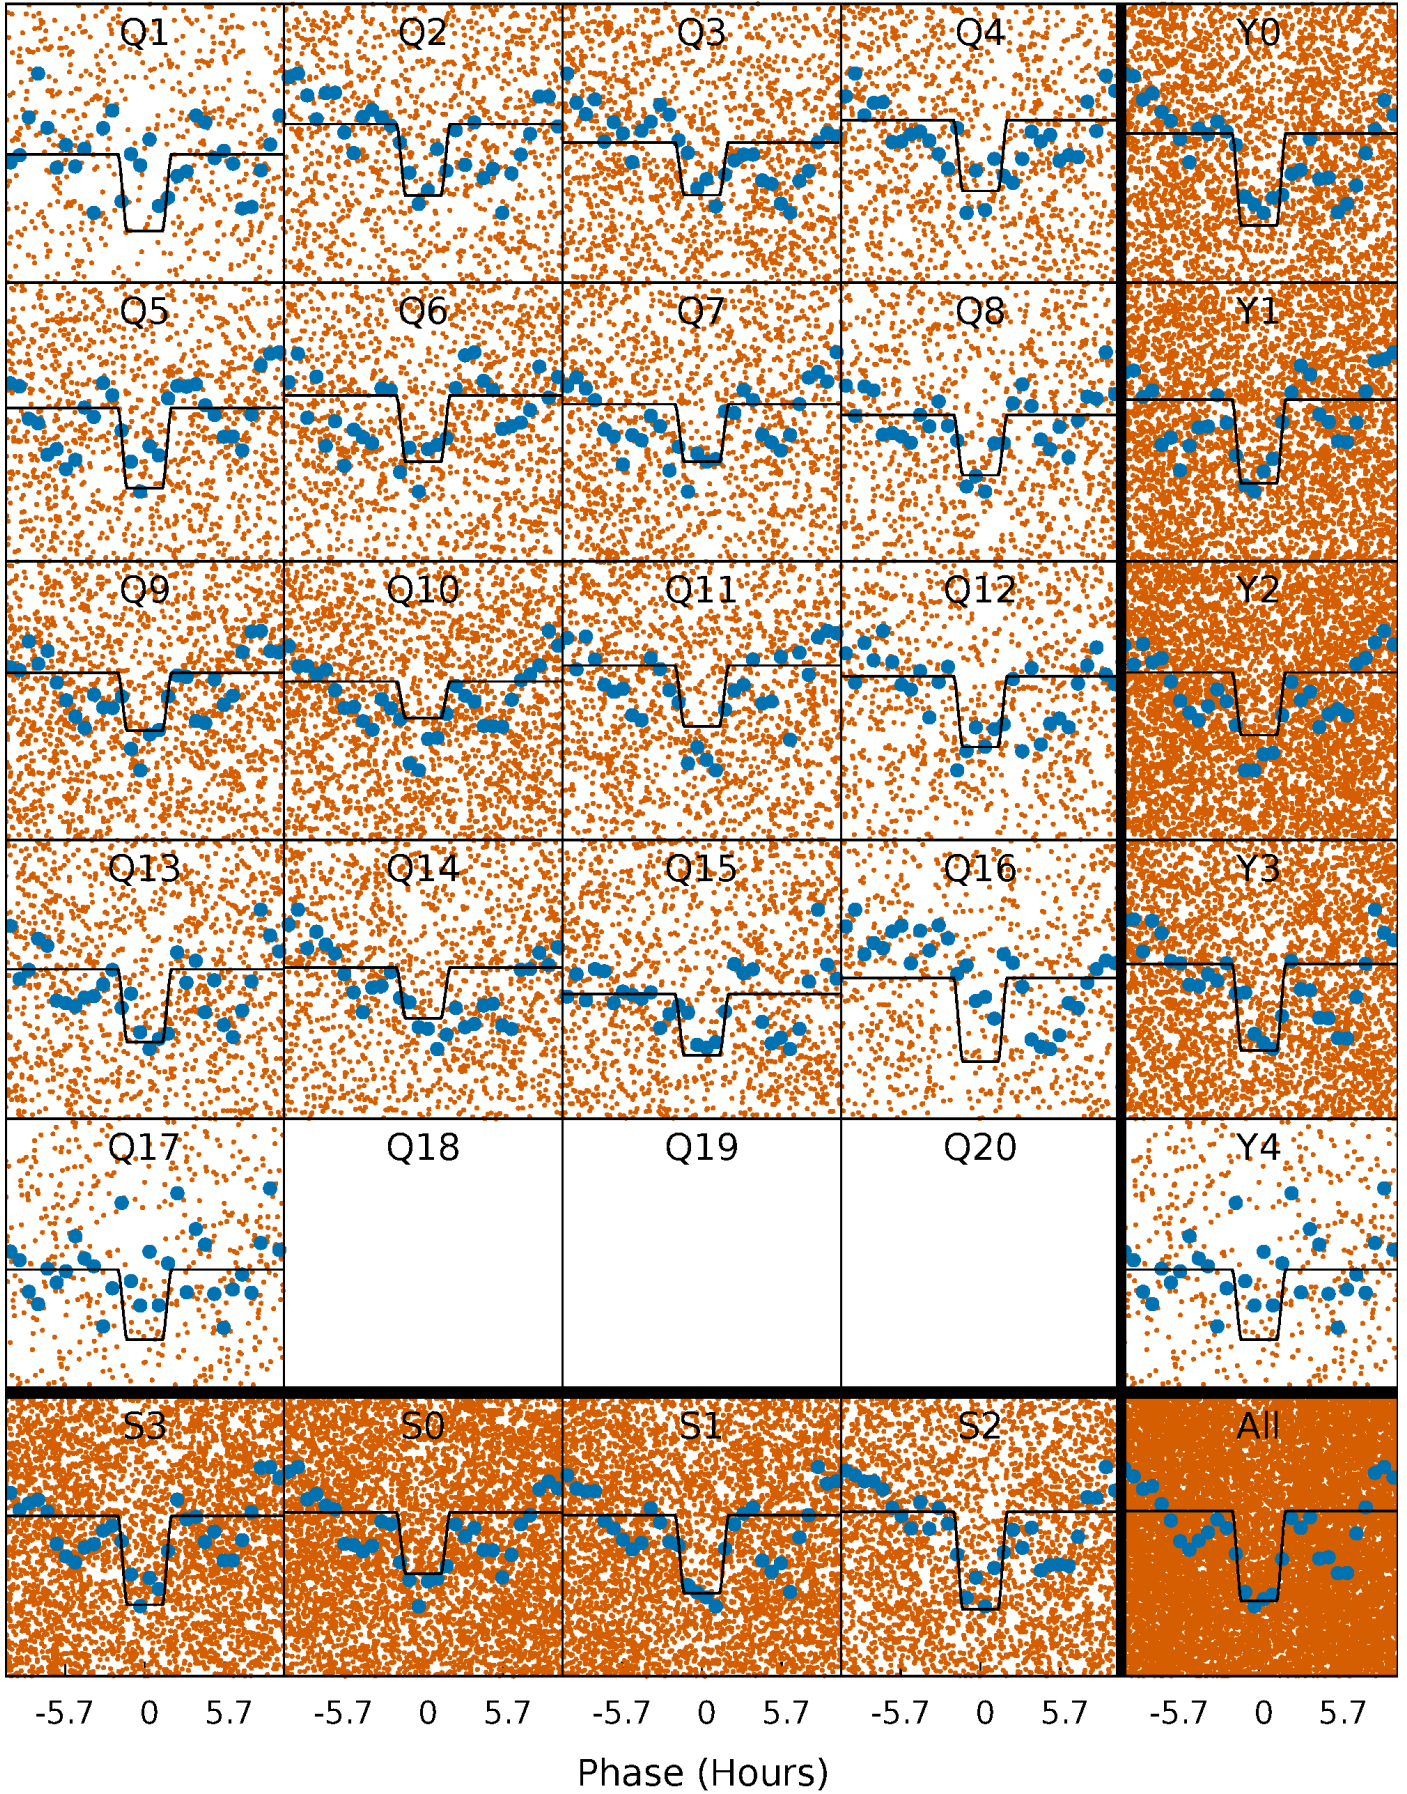 Q1 Q2 Q3 Q4 Y0
Q5 Q6 Q7 Q8 Y1
Q9 Q10 Q11 Q12 Y2
Q13 Q14 Q15 Q16 Y3
Q17 Q18 Q19 Q20 Y4
S3 S0 S1 S2 All
-5.7 0 5.7 -5.7 0 5.7 -5.7 0 5.7 -5.7 0 5.7 -5.7 0 5.7
Phase (Hours)